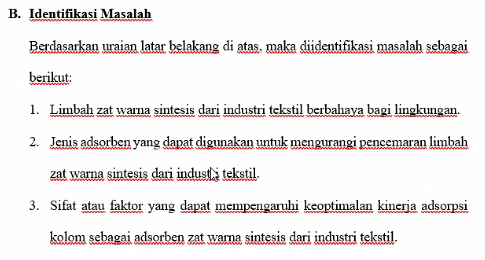 B. Identifikasi Masalah
Berdasarkan uraian latar belakang di atas, maka diidentifikasi masalah sebagai
berikut:
1. Limbah zat warna sintesis dari industri tekstil berbahaya bagi lingkungan.
2. Jenis adsorben yang dapat digunakan untuk mengurangi pencemaran limbah
zat warna sintesis dari industri tekstil.
3. Sifat atau faktor yang dapat mempengaruhi keoptimalan kinerja adsorpsi
kolom sebagai adsorben zat warna sintesis dari industri tekstil.